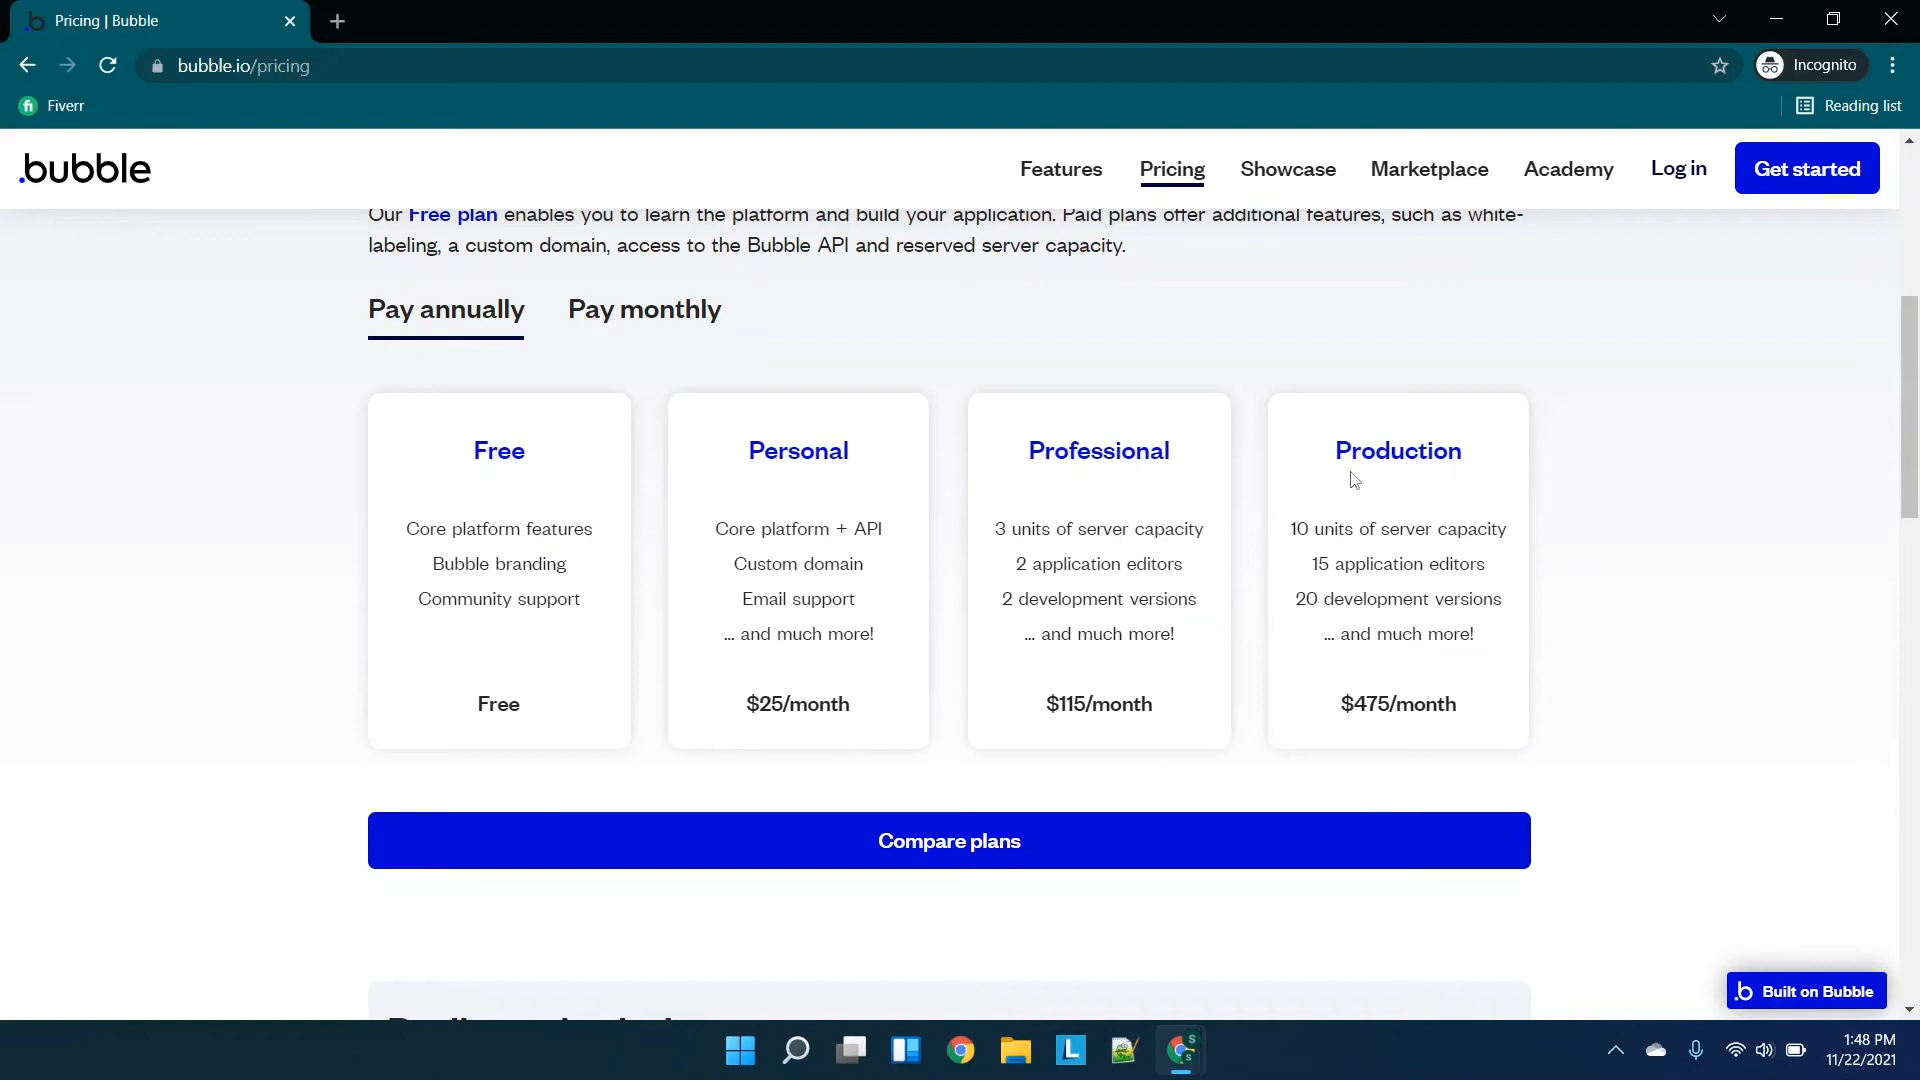 Pricing | Bubble
bubble.io/pricing
Incognito
Fiverr
Reading list
.bubble
Features
Pricing
Showcase
Marketplace
Academy
Log in
Get started
Our Free plan enables you to learn the platform and build your application. Paid plans offer additional features, such as white-
labeling, a custom domain, access to the Bubble API and reserved server capacity.
Pay annually
Pay monthly
Free
Core platform features
Bubble branding
Community support
Free
Personal
Core platform + API
Custom domain
Email support
... and much more!
$25/month
Professional
3 units of server capacity
2 application editors
2 development versions
... and much more!
$115/month
Production
10 units of server capacity
15 application editors
20 development versions
... and much more!
$475/month
Compare plans
Built on Bubble
1:48 PM
11/22/2021